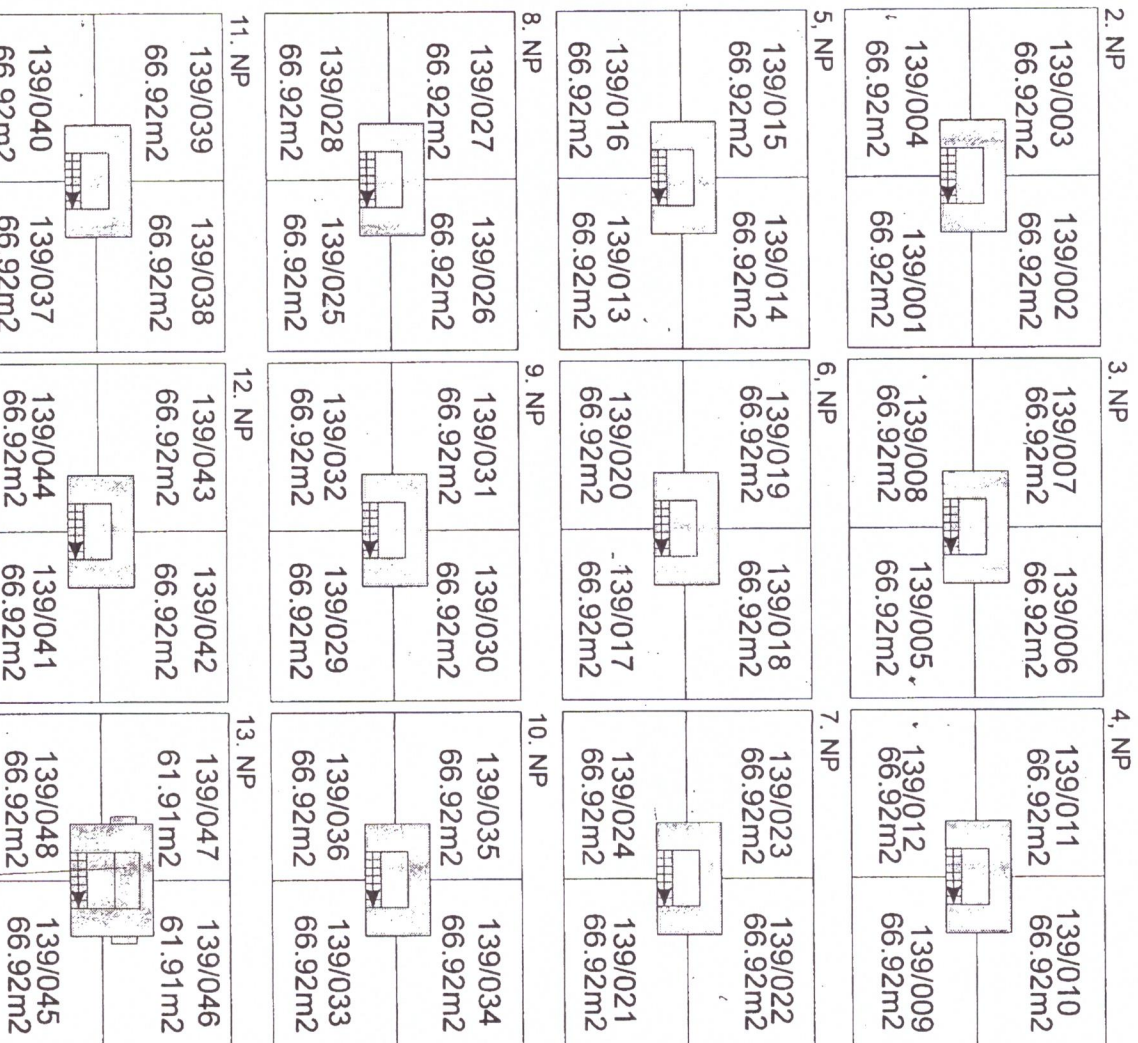 2. NP
139/003
66.92m2
139/002
66.92m2
139/004
66.92m2
139/001
66.92m2
3. NP
139/007
66.92m2
139/006
66.92m2
139/008
66.92m2
139/005
66.92m2
4, NP
139/011
66.92m2
139/010
66.92m2
139/012
66.92m2
139/009
66.92m2
5, NP
139/015
66.92m2
139/014
66.92m2
139/016
66.92m2
139/013
66.92m2
6, NP
139/019
66.92m2
139/018
66.92m2
139/020
66.92m2
139/017
66.92m2
7. NP
139/023
66.92m2
139/022
66.92m2
139/024
66.92m2
139/021
66.92m2
8. NP
139/027
66.92m2
139/026
66.92m2
139/028
66.92m2
139/025
66.92m2
9. NP
139/031
66.92m2
139/030
66.92m2
139/032
66.92m2
139/029
66.92m2
10. NP
139/035
66.92m2
139/034
66.92m2
139/036
66.92m2
139/033
66.92m2
11. NP
139/039
66.92m2
139/038
66.92m2
139/040
66.92m2
139/037
66.92m2
12. NP
139/043
66.92m2
139/042
66.92m2
139/044
66.92m2
139/041
66.92m2
13. NP
139/047
61.91m2
139/046
61.91m2
139/048
66.92m2
139/045
66.92m2